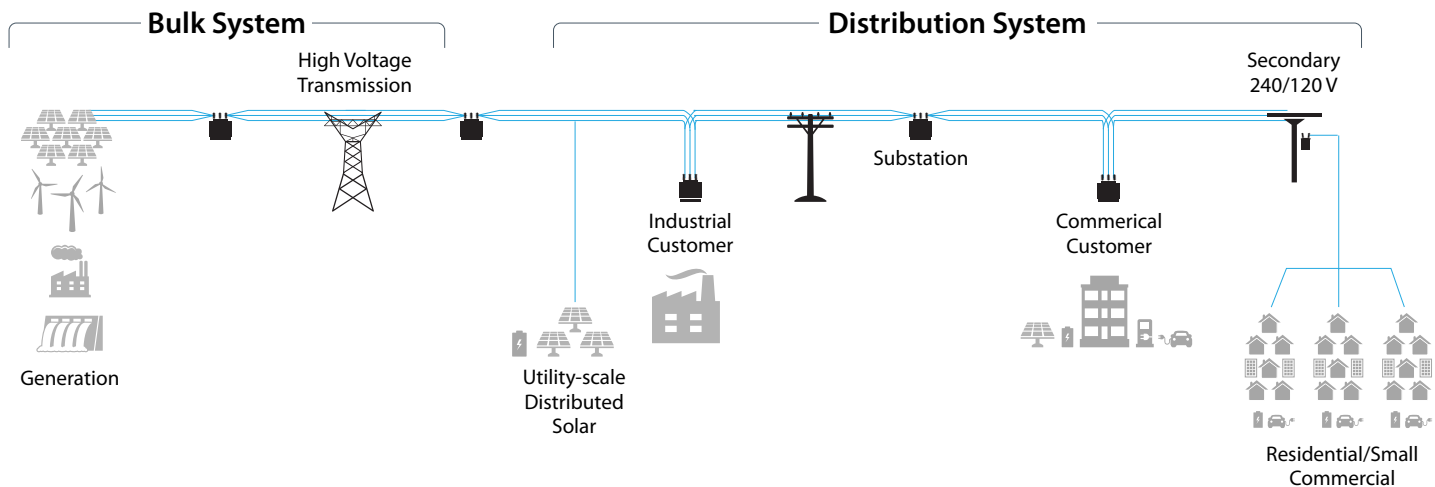 Bulk System
Distribution System
High Voltage
Transmission
Secondary
240/120 V
Substation
Industrial
Customer
Commerical
Customer
Generation
Utility-scale
Distributed
Solar
Residential/Small
Commercial